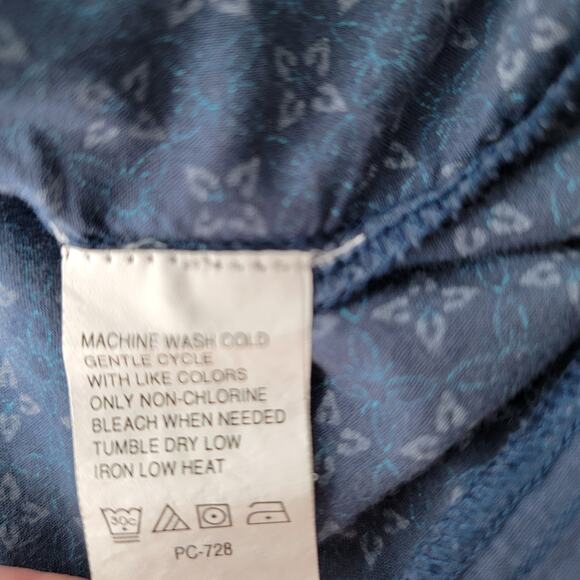 MACHINE WASH COLD
GENTLE CYCLE
WITH LIKE COLORS
ONLY NON-CHLORINE
BLEACH WHEN NEEDED
TUMBLE DRY LOW
IRON LOW HEAT
30C
PC-728